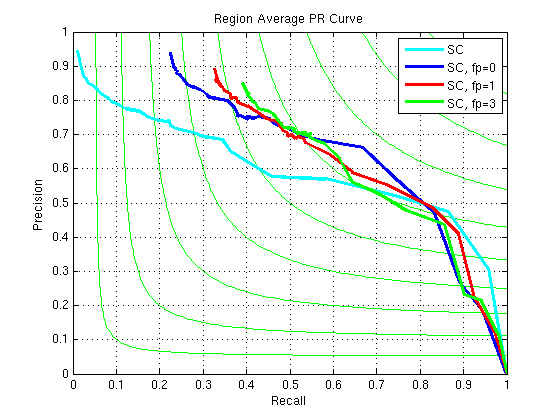 Region Average PR Curve
SC
SC, fp=0
SC, fp=1
SC, fp=3
Precision
1
0.9
0.8
0.7
0.6
0.5
0.4
0.3
0.2
0.1
0
0 0.1 0.2 0.3 0.4 0.5 0.6 0.7 0.8 0.9 1
Recall